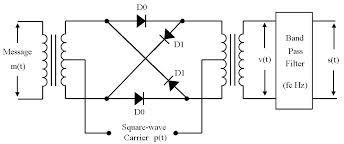 D0
Message
m(t)
D1
D1
D0
Square-wave
Carrier p(t)
v(t)
Band
Pass
Filter
(fc Hz)
s(t)